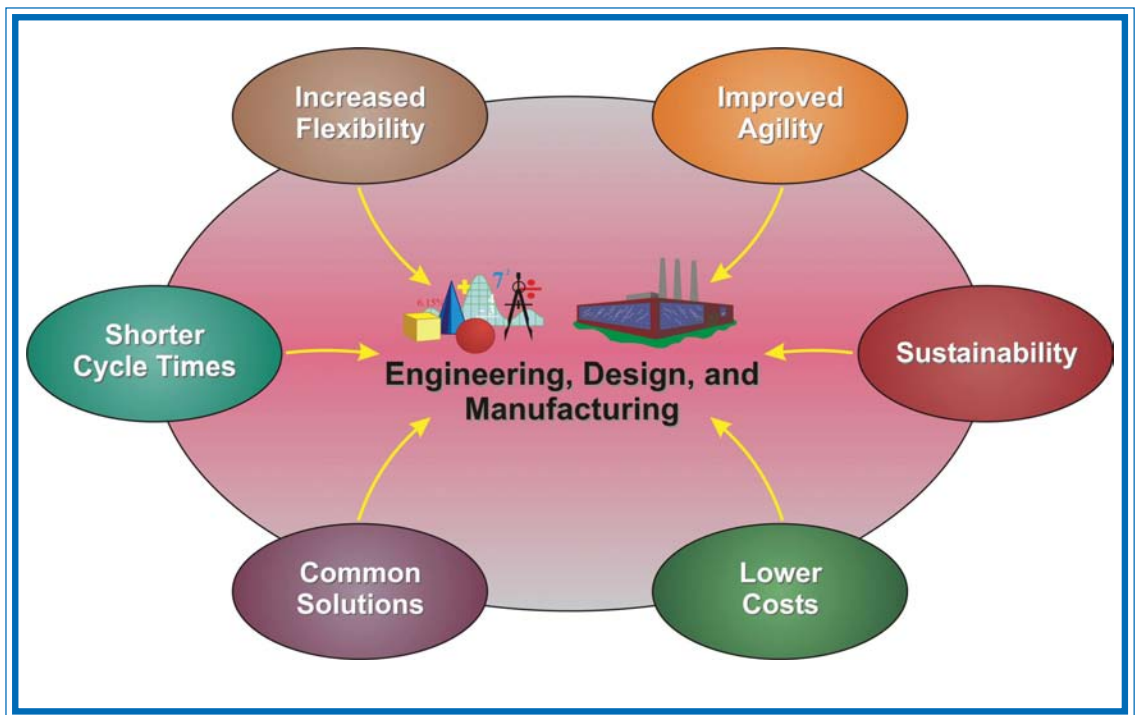 Increased
Flexibility
Improved
Agility
Shorter
Cycle Times
Sustainability
Engineering, Design, and
Manufacturing
Common
Solutions
Lower
Costs